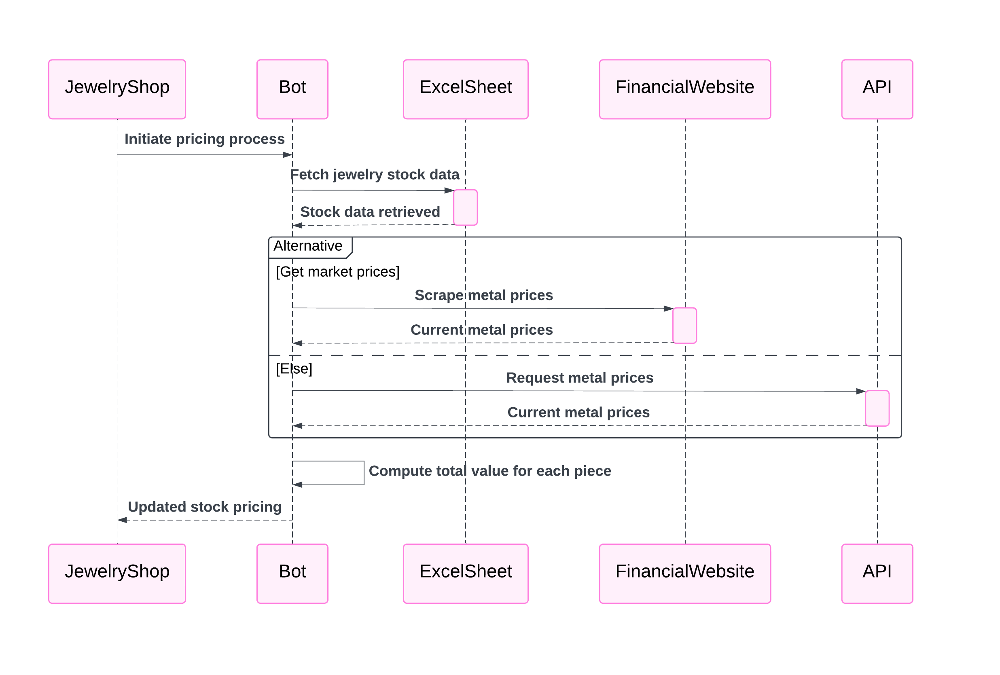 JewelryShop
Bot
ExcelSheet
FinancialWebsite
API
Initiate pricing process
Fetch jewelry stock data
Stock data retrieved
Alternative
[Get market prices]
Scrape metal prices
Current metal prices
[Else]
Request metal prices
Current metal prices
Compute total value for each piece
Updated stock pricing
JewelryShop
Bot
ExcelSheet
FinancialWebsite
API